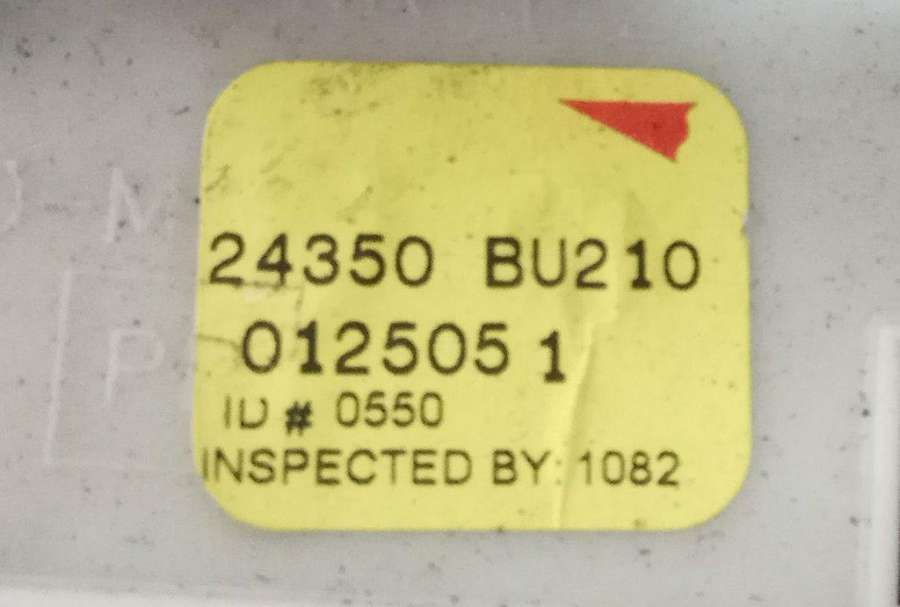 24350 BU210
012505 1
ID # 0550
INSPECTED BY: 1082
M
P